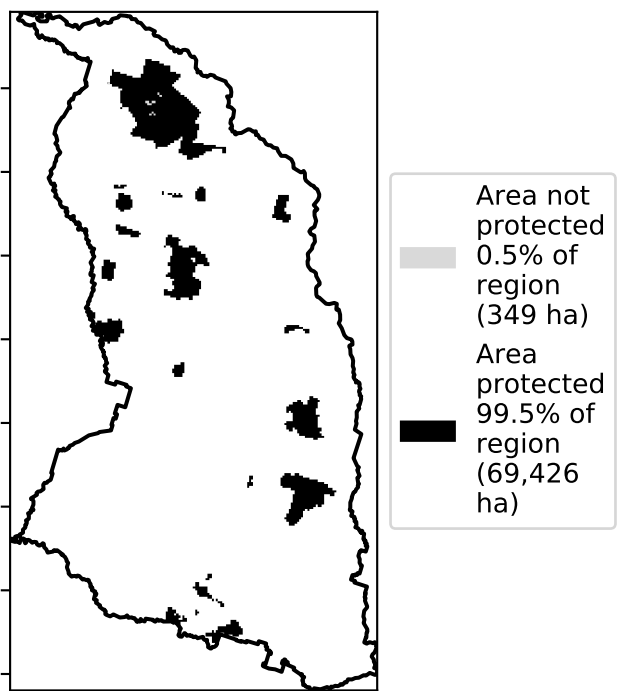 Area not
protected
0.5% of
region
(349 ha)
Area
protected
99.5% of
region
(69,426
ha)